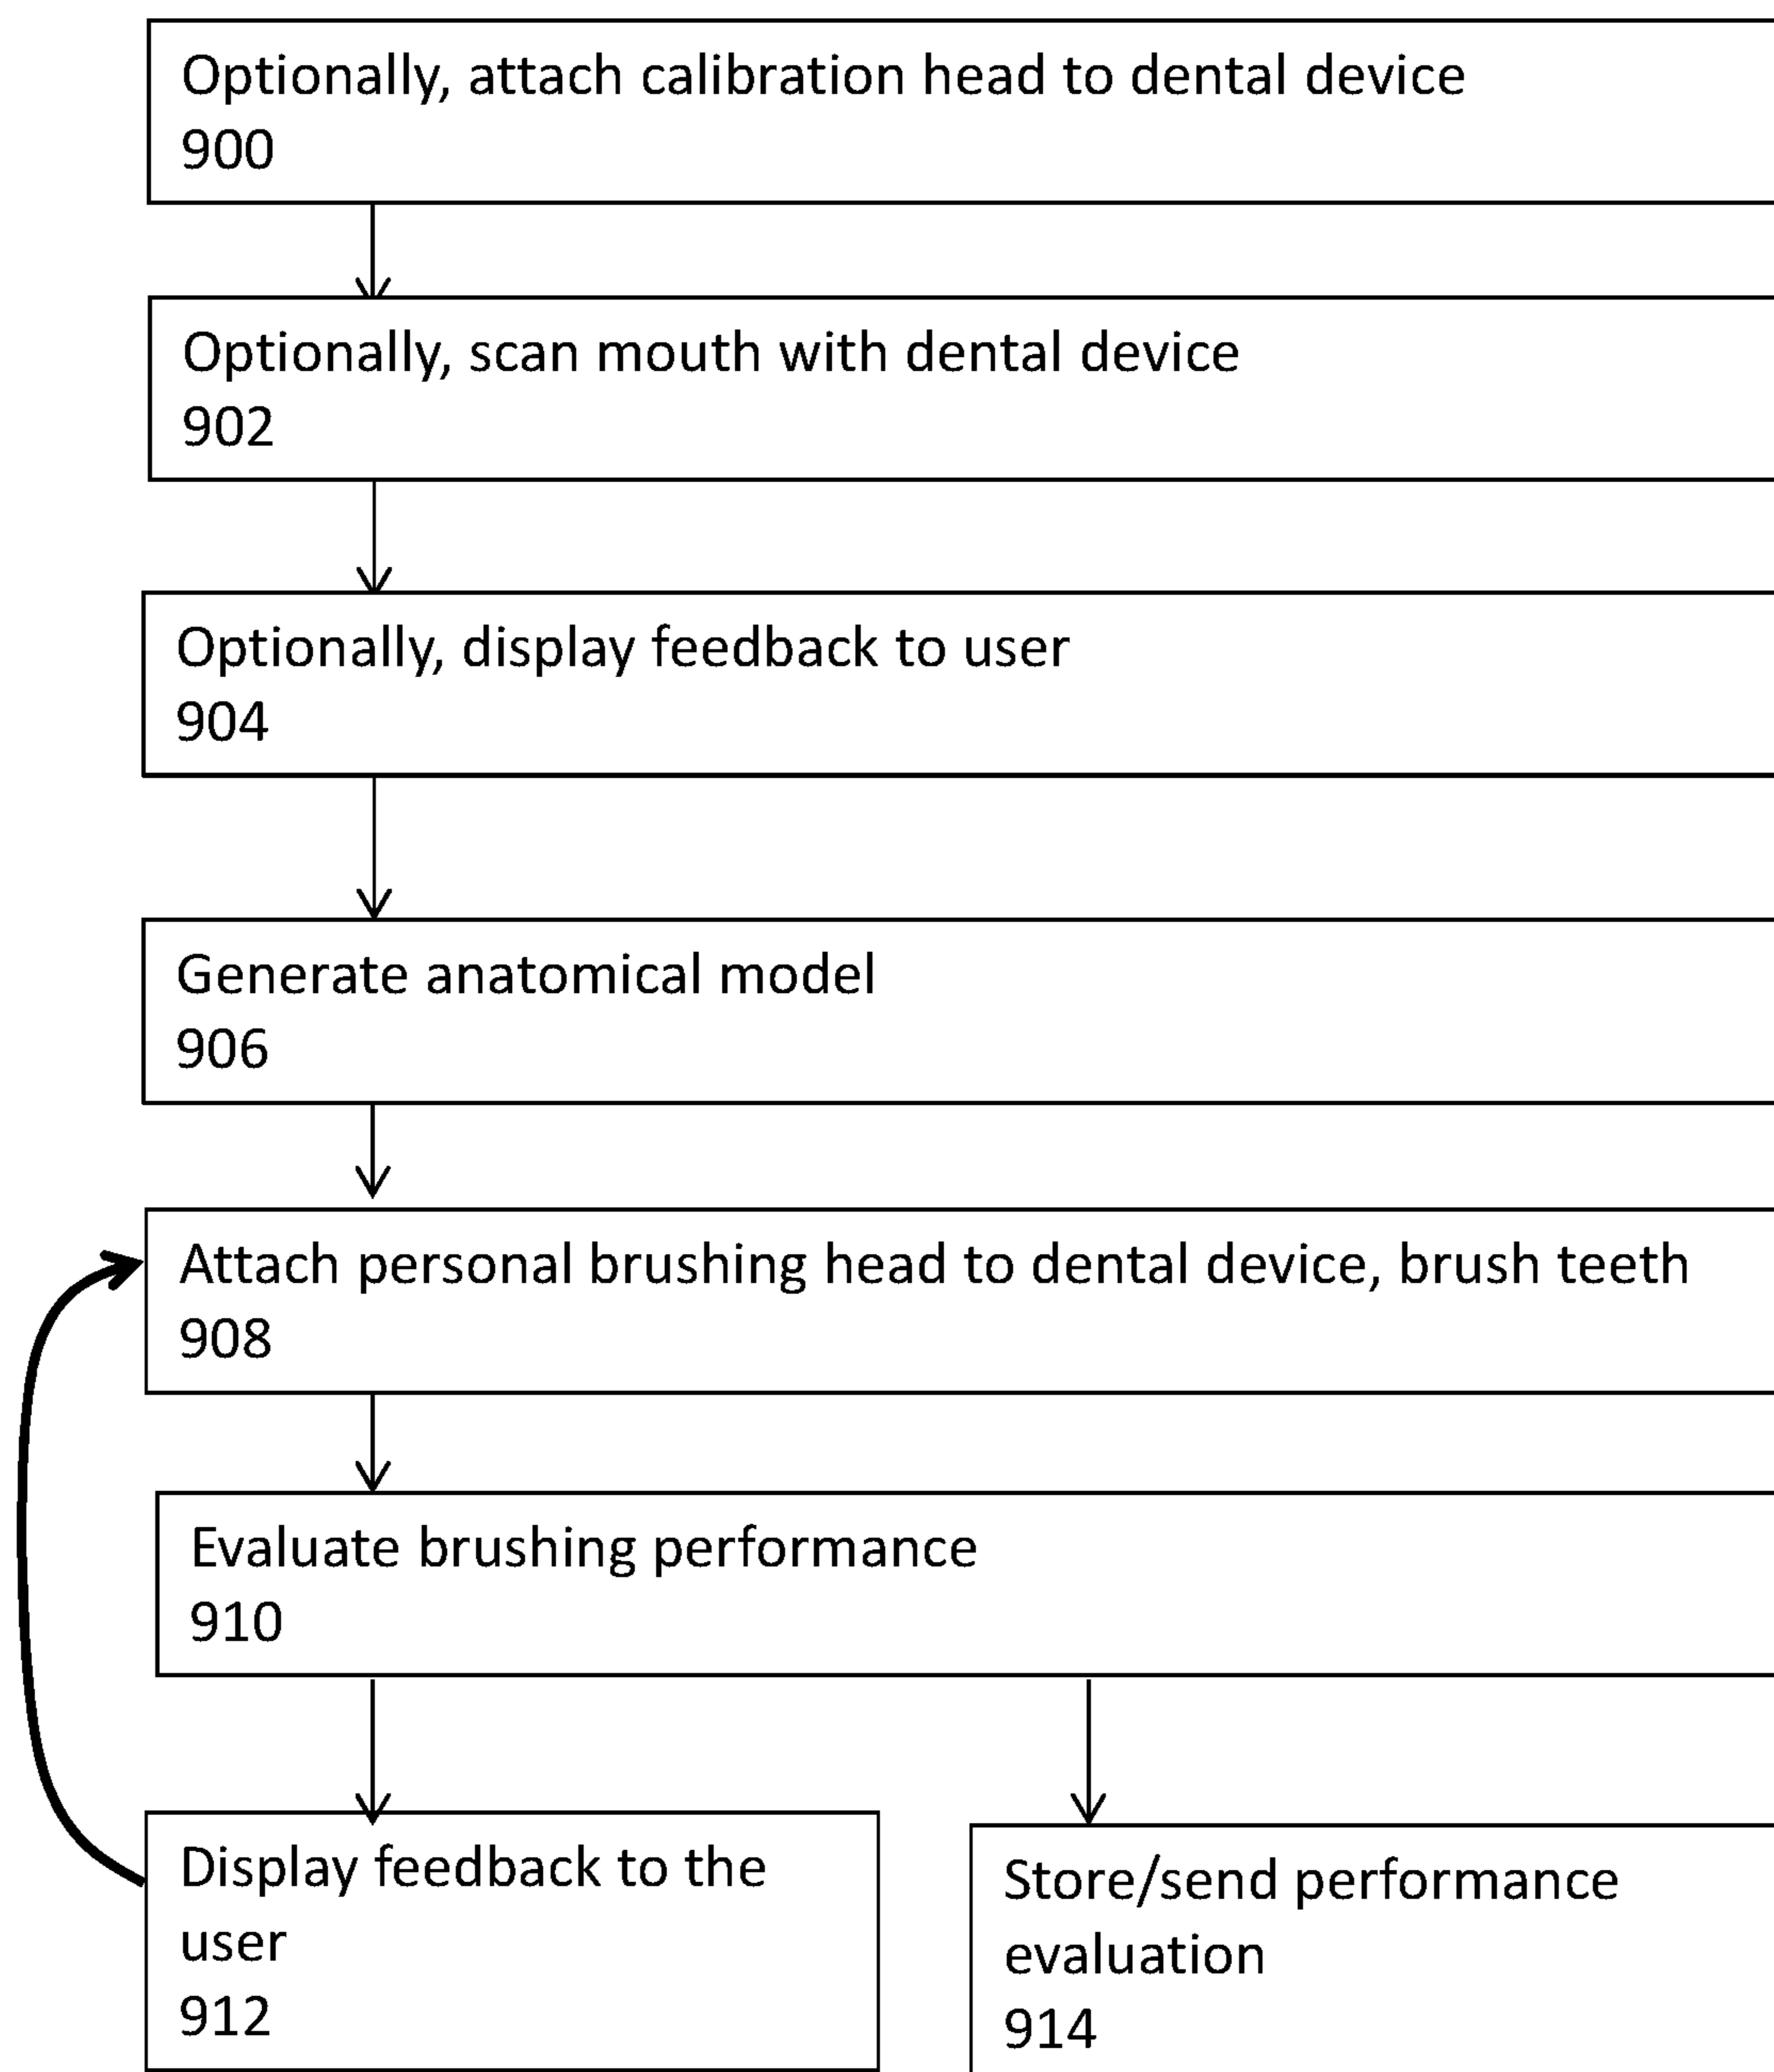 Optionally, attach calibration head to dental device
900
Optionally, scan mouth with dental device
902
Optionally, display feedback to user
904
Generate anatomical model
906
Attach personal brushing head to dental device, brush teeth
908
Evaluate brushing performance
910
Display feedback to the
user
912
Store/send performance
evaluation
914